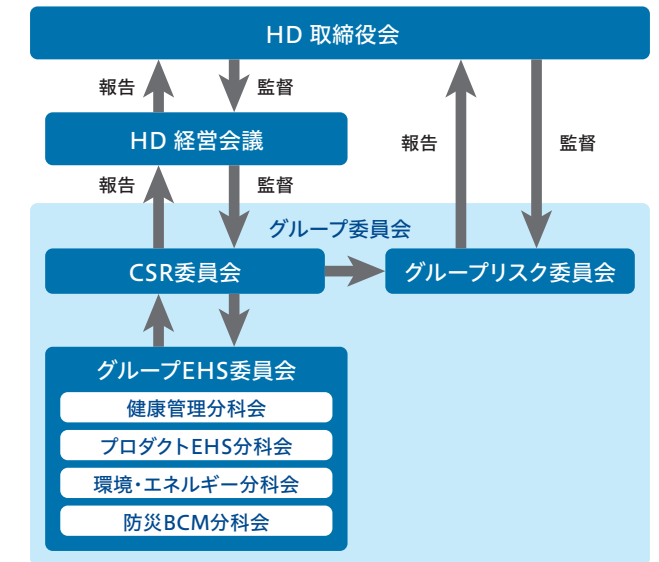 HD 取締役会
報告
監督
HD 経営会議
報告
監督
報告
監督
グループ委員会
CSR委員会
グループリスク委員会
グループEHS委員会
健康管理分科会
プロダクトEHS分科会
環境・エネルギー分科会
防災BCM分科会